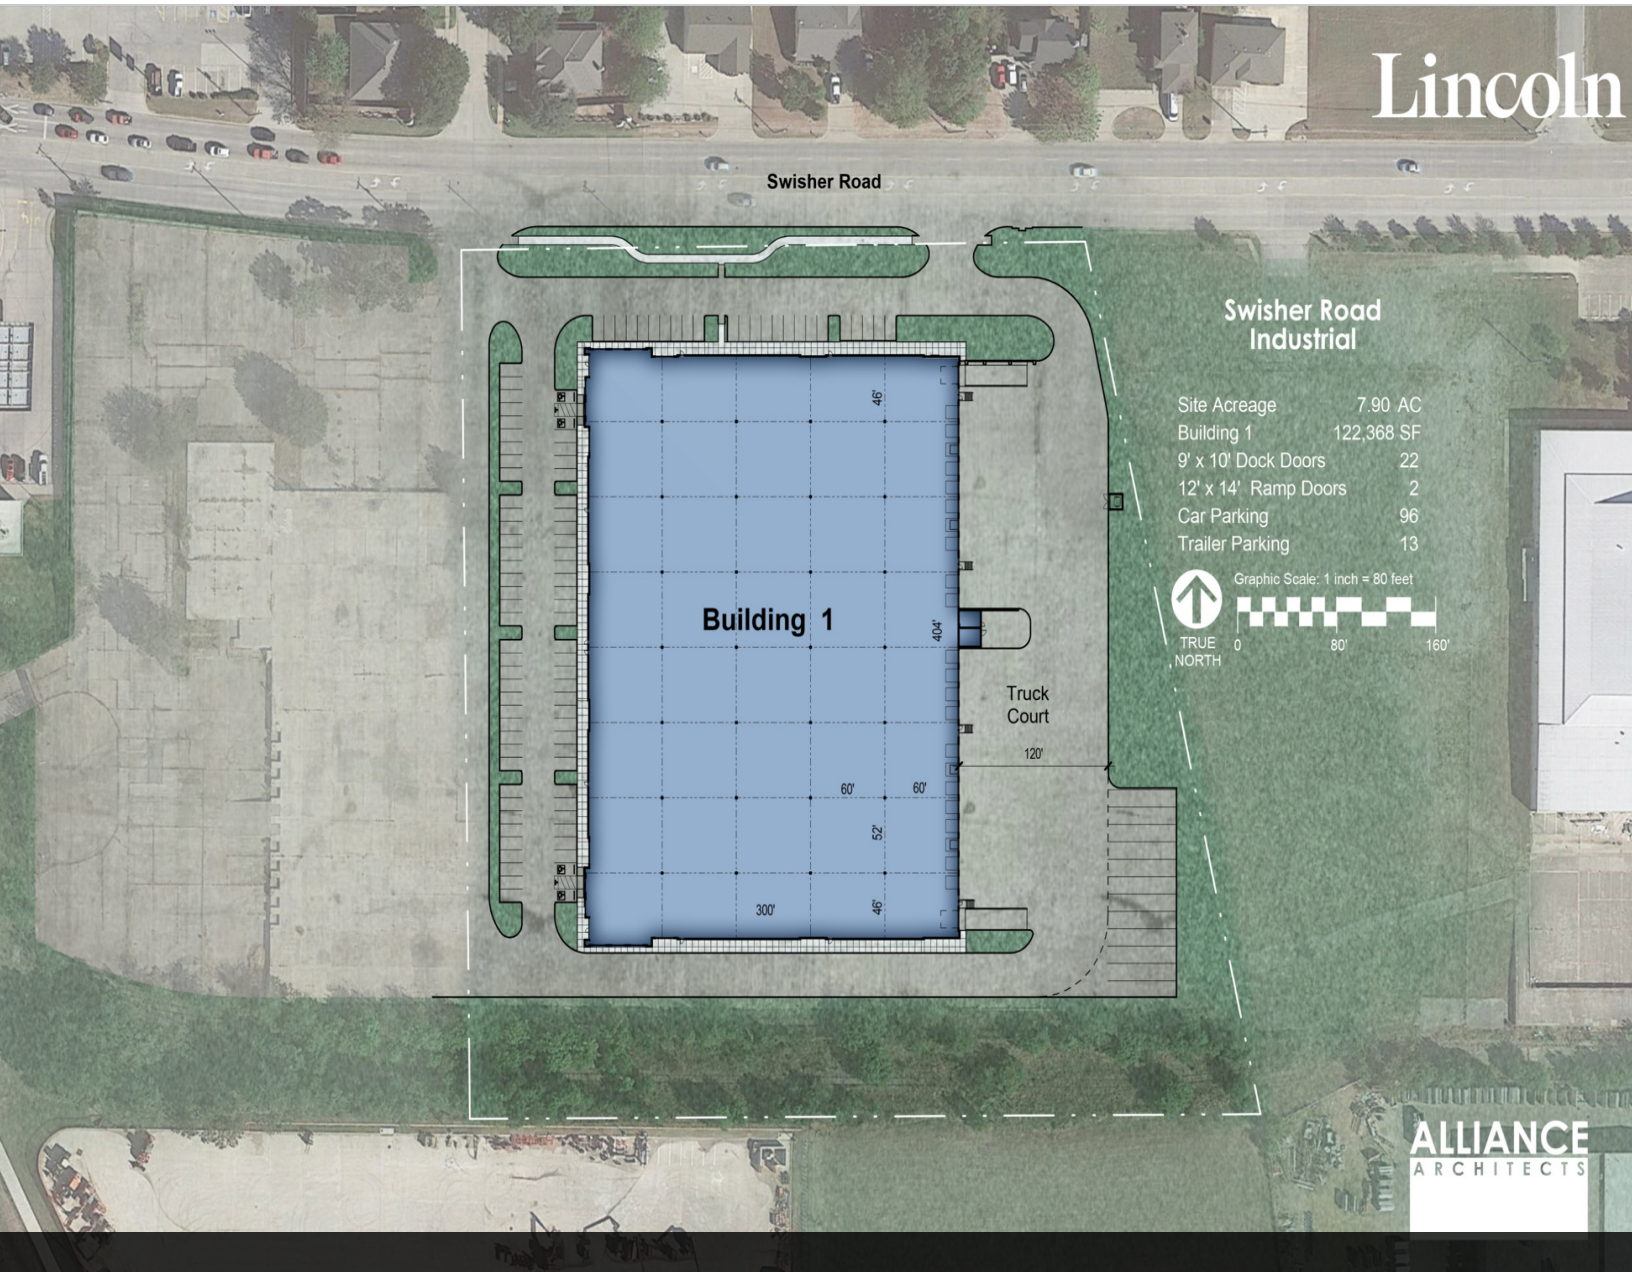 Lincoln
Swisher Road
Swisher Road
Industrial
Site Acreage 7.90 AC
Building 1 122,368 SF
9' x 10' Dock Doors 22
12' x 14' Ramp Doors 2
Car Parking 96
Trailer Parking 13
Graphic Scale: 1 inch = 80 feet
TRUE
NORTH
0 80' 160'
46'
Building 1
404'
Truck
Court
120'
60' 60'
52'
300'
46'
ALLIANCE
ARCHITECTS